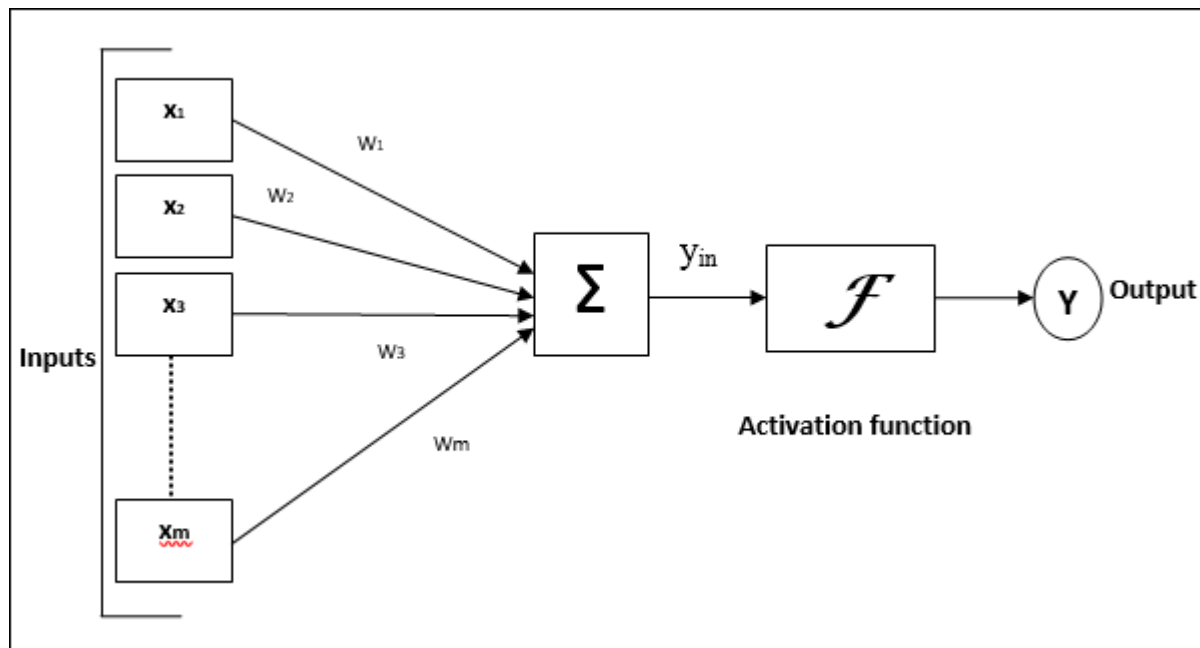 x₁
W₁
x₂
W₂
x₃
W₃
Inputs
Wm
xm
Σ
yᵢₙ
ℱ
Y
Output
Activation function